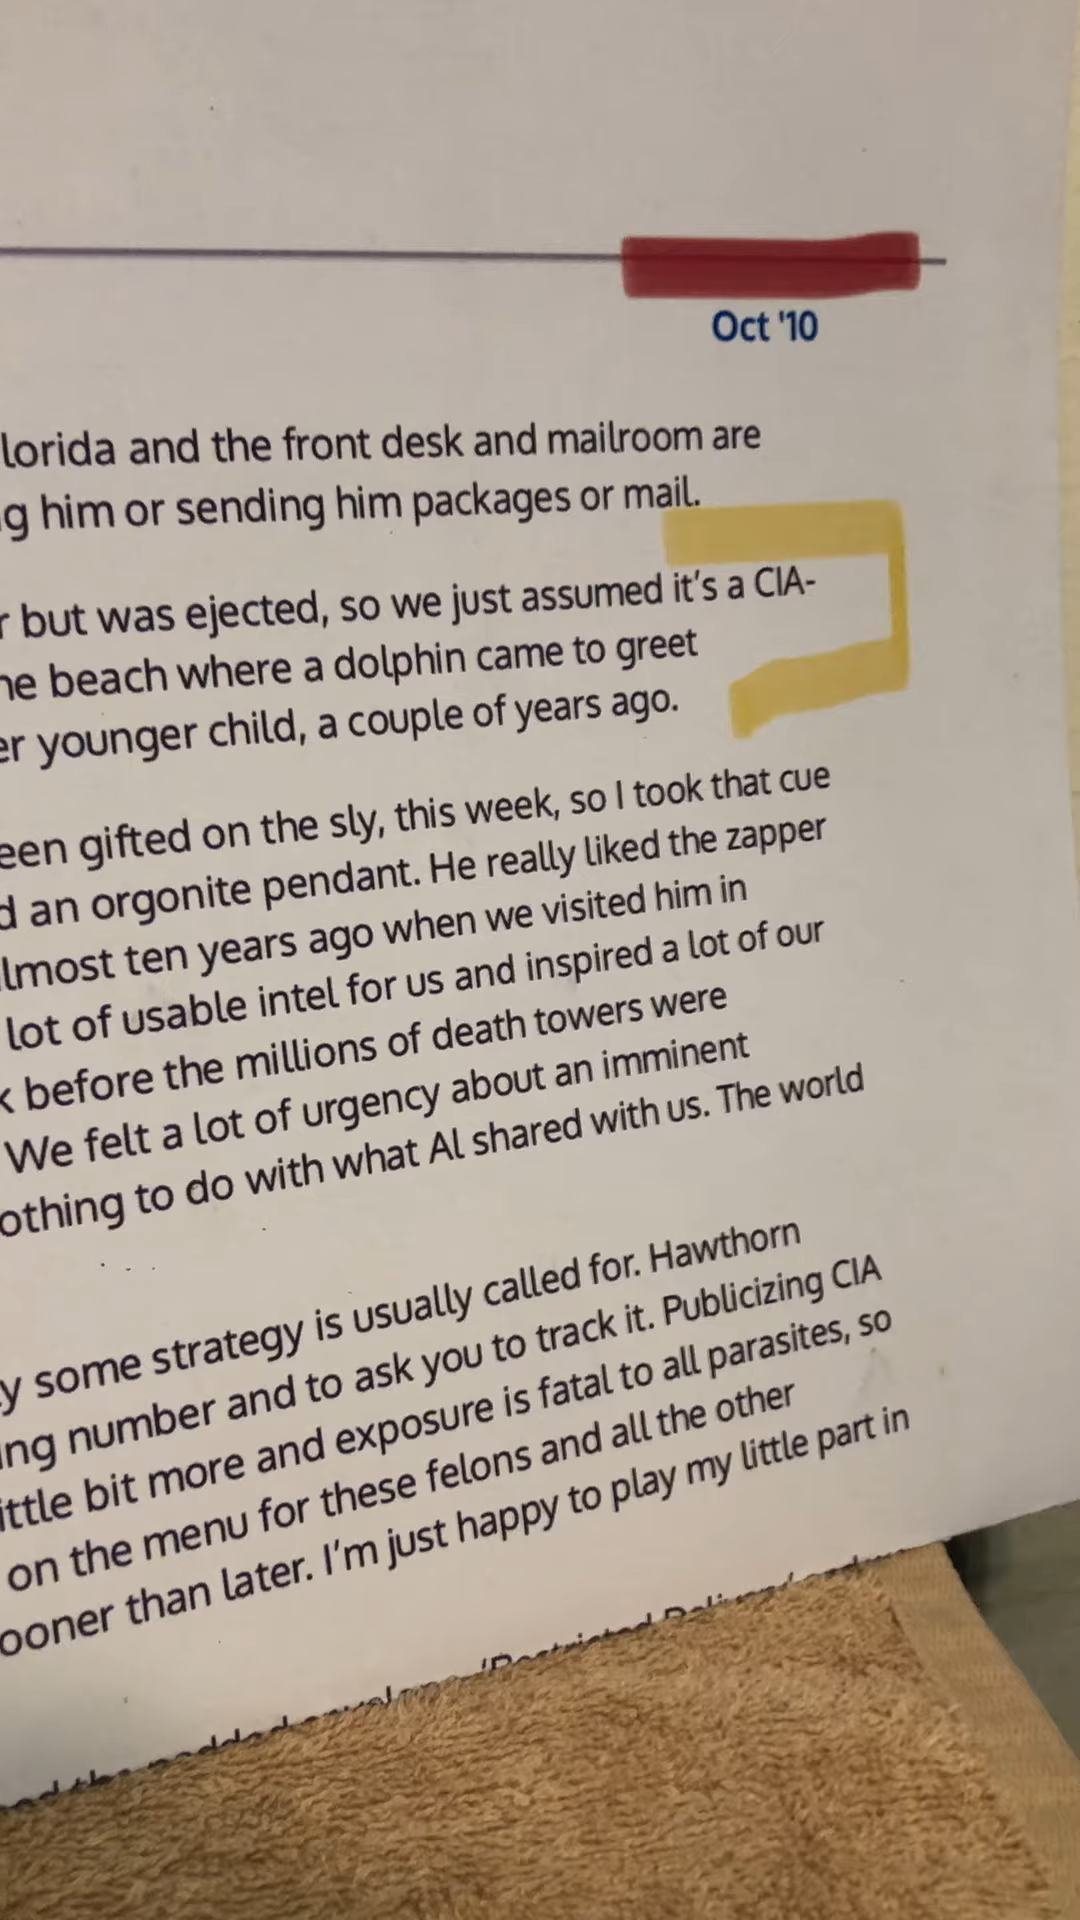 Oct '10
lorida and the front desk and mailroom are
g him or sending him packages or mail.
r but was ejected, so we just assumed it's a CIA-
he beach where a dolphin came to greet
er younger child, a couple of years ago.
een gifted on the sly, this week, so I took that cue
d an orgonite pendant. He really liked the zapper
lmost ten years ago when we visited him in
lot of usable intel for us and inspired a lot of our
k before the millions of death towers were
We felt a lot of urgency about an imminent
othing to do with what Al shared with us. The world
y some strategy is usually called for. Hawthorn
ing number and to ask you to track it. Publicizing CIA
ittle bit more and exposure is fatal to all parasites, so
on the menu for these felons and all the other
ooner than later. I'm just happy to play my little part in